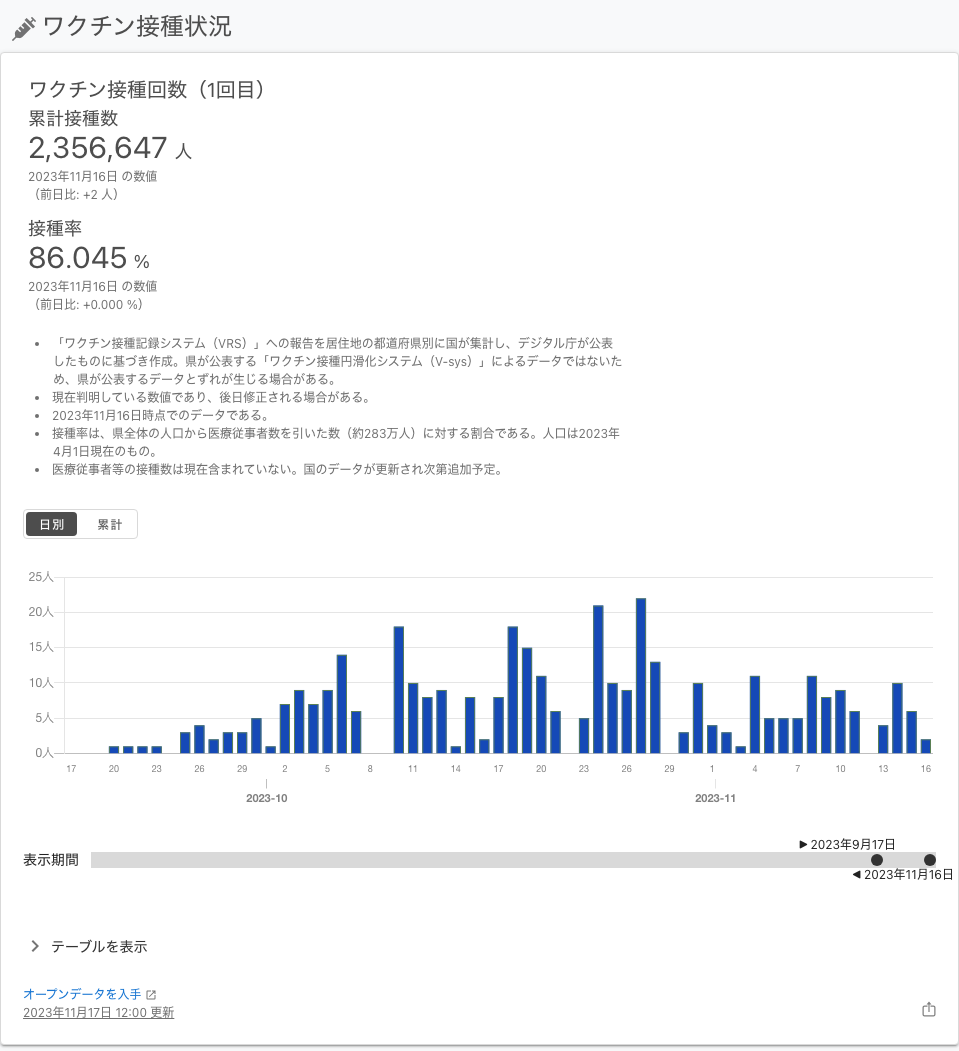 ワクチン接種状況
ワクチン接種回数（1回目）
累計接種数
2,356,647 人
2023年11月16日 の数値
（前日比: +2 人）
接種率
86.045 %
2023年11月16日 の数値
（前日比: +0.000 %）
• 「ワクチン接種記録システム（VRS）」への報告を居住地の都道府県別に国が集計し、デジタル庁が公表
したものに基づき作成。県が公表する「ワクチン接種円滑化システム（V-sys）」によるデータではないた
め、県が公表するデータとずれが生じる場合がある。
• 現在判明している数値であり、後日修正される場合がある。
• 2023年11月16日時点でのデータである。
• 接種率は、県全体の人口から医療従事者数を引いた数（約283万人）に対する割合である。人口は2023年
4月1日現在のもの。
• 医療従事者等の接種数は現在含まれていない。国のデータが更新され次第追加予定。
日別 累計
25人
20人
15人
10人
5人
0人
17 20 23 26 29 2 5 8 11 14 17 20 23 26 29 1 4 7 10 13 16
2023-10 2023-11
▶ 2023年9月17日
表示期間
◀ 2023年11月16日
テーブルを表示
オープンデータを入手
2023年11月17日 12:00 更新